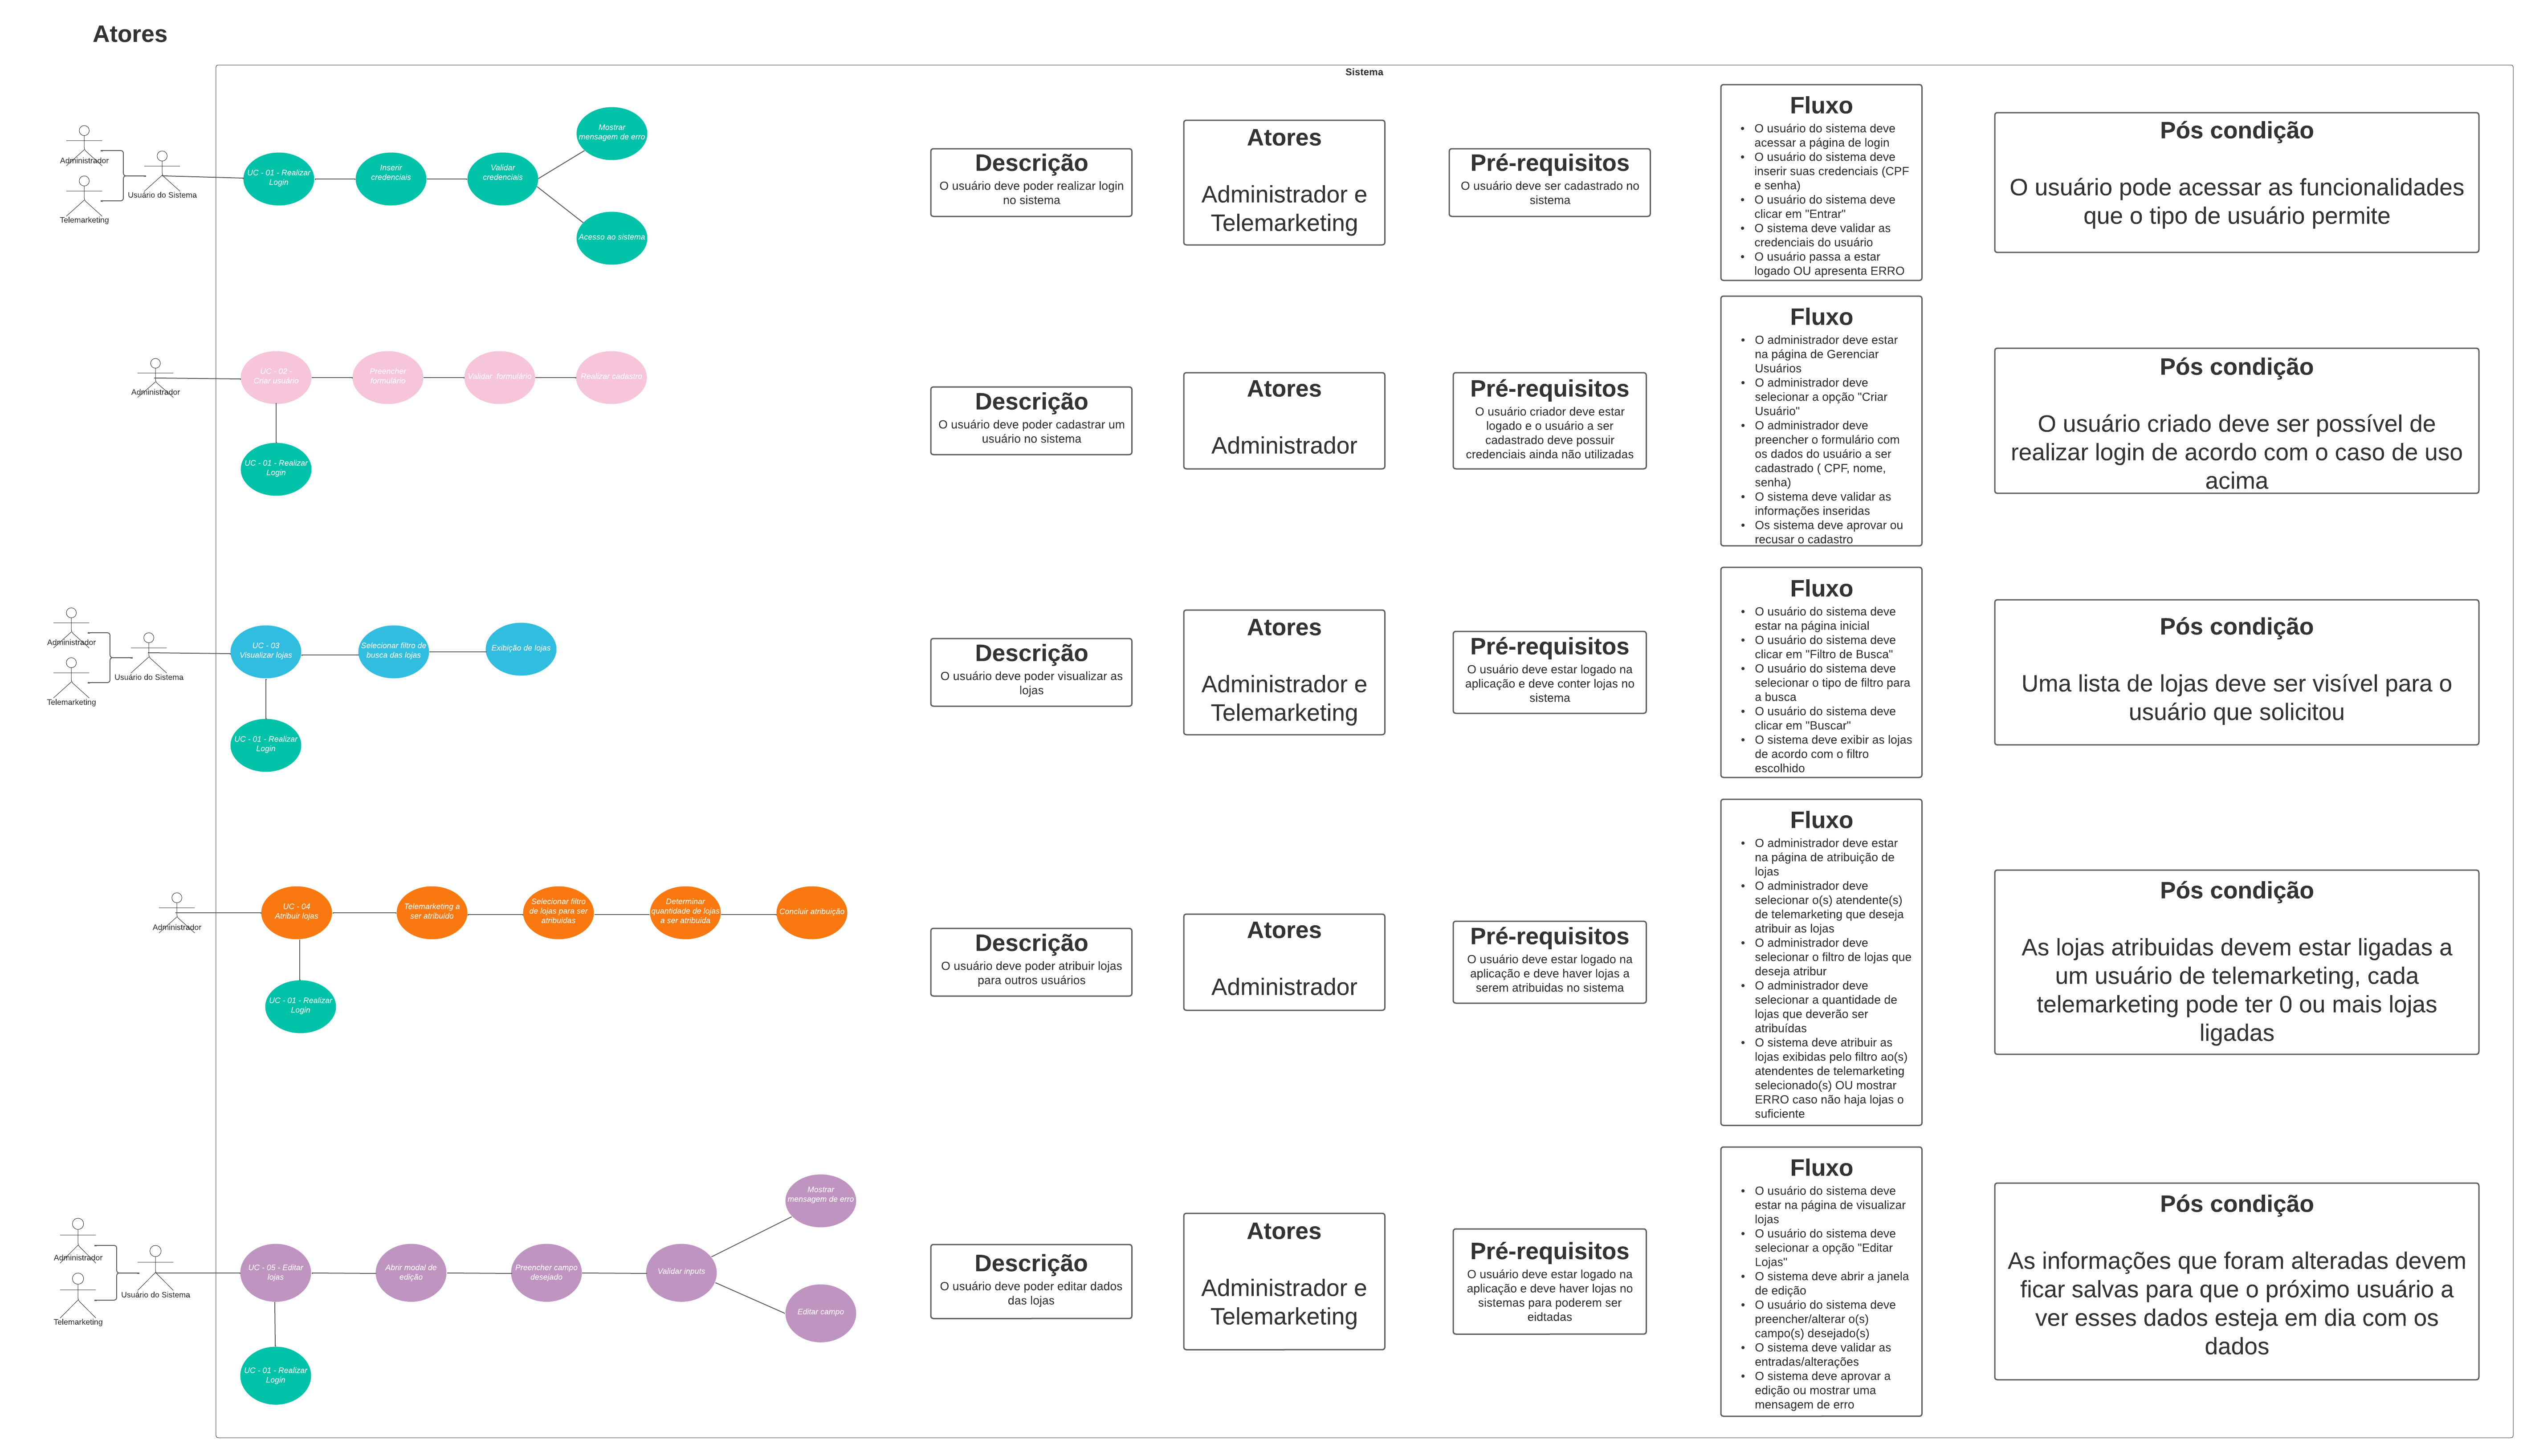 Atores
Sistema
Administrador
Telemarketing
Usuário do Sistema
UC - 01 - Realizar
Login
Inserir
credenciais
Validar
credenciais
Mostrar
mensagem de erro
Acesso ao sistema
Descrição
O usuário deve poder realizar login
no sistema
Atores
Administrador e
Telemarketing
Pré-requisitos
O usuário deve ser cadastrado no
sistema
Fluxo
• O usuário do sistema deve
acessar a página de login
• O usuário do sistema deve
inserir suas credenciais (CPF
e senha)
• O usuário do sistema deve
clicar em "Entrar"
• O sistema deve validar as
credenciais do usuário
• O usuário passa a estar
logado OU apresenta ERRO
Pós condição
O usuário pode acessar as funcionalidades
que o tipo de usuário permite
Administrador
UC - 02 -
Criar usuário
Preencher
formulário
Validar  formulário
Realizar cadastro
UC - 01 - Realizar
Login
Descrição
O usuário deve poder cadastrar um
usuário no sistema
Atores
Administrador
Pré-requisitos
O usuário criador deve estar
logado e o usuário a ser
cadastrado deve possuir
credenciais ainda não utilizadas
Fluxo
• O administrador deve estar
na página de Gerenciar
Usuários
• O administrador deve
selecionar a opção "Criar
Usuário"
• O administrador deve
preencher o formulário com
os dados do usuário a ser
cadastrado ( CPF, nome,
senha)
• O sistema deve validar as
informações inseridas
• Os sistema deve aprovar ou
recusar o cadastro
Pós condição
O usuário criado deve ser possível de
realizar login de acordo com o caso de uso
acima
Administrador
Telemarketing
Usuário do Sistema
UC - 03
Visualizar lojas
Selecionar filtro de
busca das lojas
Exibição de lojas
UC - 01 - Realizar
Login
Descrição
O usuário deve poder visualizar as
lojas
Atores
Administrador e
Telemarketing
Pré-requisitos
O usuário deve estar logado na
aplicação e deve conter lojas no
sistema
Fluxo
• O usuário do sistema deve
estar na página inicial
• O usuário do sistema deve
clicar em "Filtro de Busca"
• O usuário do sistema deve
selecionar o tipo de filtro para
a busca
• O usuário do sistema deve
clicar em "Buscar"
• O sistema deve exibir as lojas
de acordo com o filtro
escolhido
Pós condição
Uma lista de lojas deve ser visível para o
usuário que solicitou
Administrador
UC - 04
Atribuir lojas
Telemarketing a
ser atribuido
Selecionar filtro
de lojas para ser
atribuídas
Determinar
quantidade de lojas
a ser atribuida
Concluir atribuição
UC - 01 - Realizar
Login
Descrição
O usuário deve poder atribuir lojas
para outros usuários
Atores
Administrador
Pré-requisitos
O usuário deve estar logado na
aplicação e deve haver lojas a
serem atribuidas no sistema
Fluxo
• O administrador deve estar
na página de atribuição de
lojas
• O administrador deve
selecionar o(s) atendente(s)
de telemarketing que deseja
atribuir as lojas
• O administrador deve
selecionar o filtro de lojas que
deseja atribur
• O administrador deve
selecionar a quantidade de
lojas que deverão ser
atribuídas
• O sistema deve atribuir as
lojas exibidas pelo filtro ao(s)
atendentes de telemarketing
selecionado(s) OU mostrar
ERRO caso não haja lojas o
suficiente
Pós condição
As lojas atribuidas devem estar ligadas a
um usuário de telemarketing, cada
telemarketing pode ter 0 ou mais lojas
ligadas
Administrador
Telemarketing
Usuário do Sistema
UC - 05 - Editar
lojas
Abrir modal de
edição
Preencher campo
desejado
Validar inputs
Mostrar
mensagem de erro
Editar campo
UC - 01 - Realizar
Login
Descrição
O usuário deve poder editar dados
das lojas
Atores
Administrador e
Telemarketing
Pré-requisitos
O usuário deve estar logado na
aplicação e deve haver lojas no
sistemas para poderem ser
eidtadas
Fluxo
• O usuário do sistema deve
estar na página de visualizar
lojas
• O usuário do sistema deve
selecionar a opção "Editar
Lojas"
• O sistema deve abrir a janela
de edição
• O usuário do sistema deve
preencher/alterar o(s)
campo(s) desejado(s)
• O sistema deve validar as
entradas/alterações
• O sistema deve aprovar a
edição ou mostrar uma
mensagem de erro
Pós condição
As informações que foram alteradas devem
ficar salvas para que o próximo usuário a
ver esses dados esteja em dia com os
dados